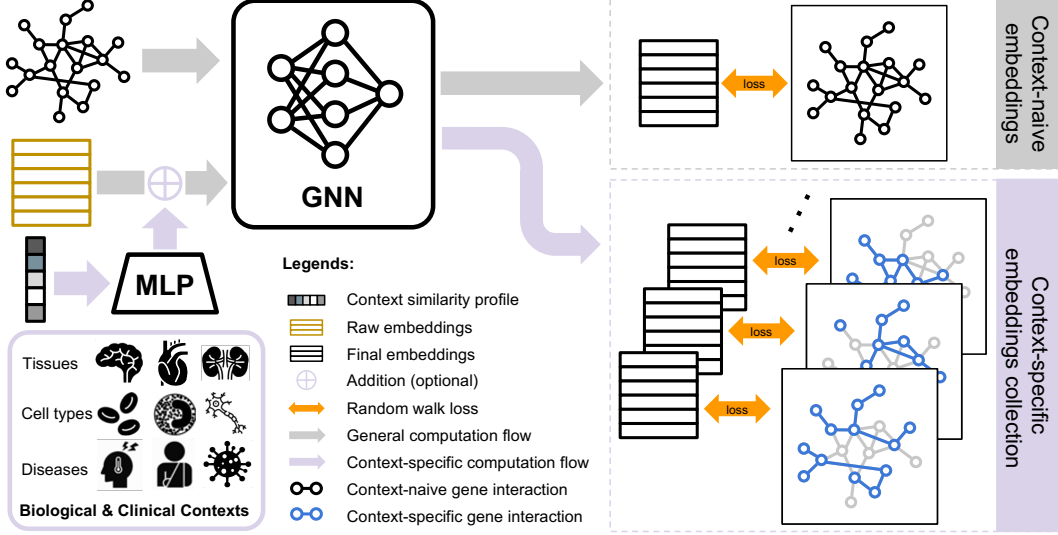 GNN
MLP
loss
Context-naive
embeddings
loss
loss
loss
Context-specific
embeddings collection
Legends:
Context similarity profile
Raw embeddings
Final embeddings
Addition (optional)
Random walk loss
General computation flow
Context-specific computation flow
Context-naive gene interaction
Context-specific gene interaction
Tissues
Cell types
Diseases
Biological & Clinical Contexts